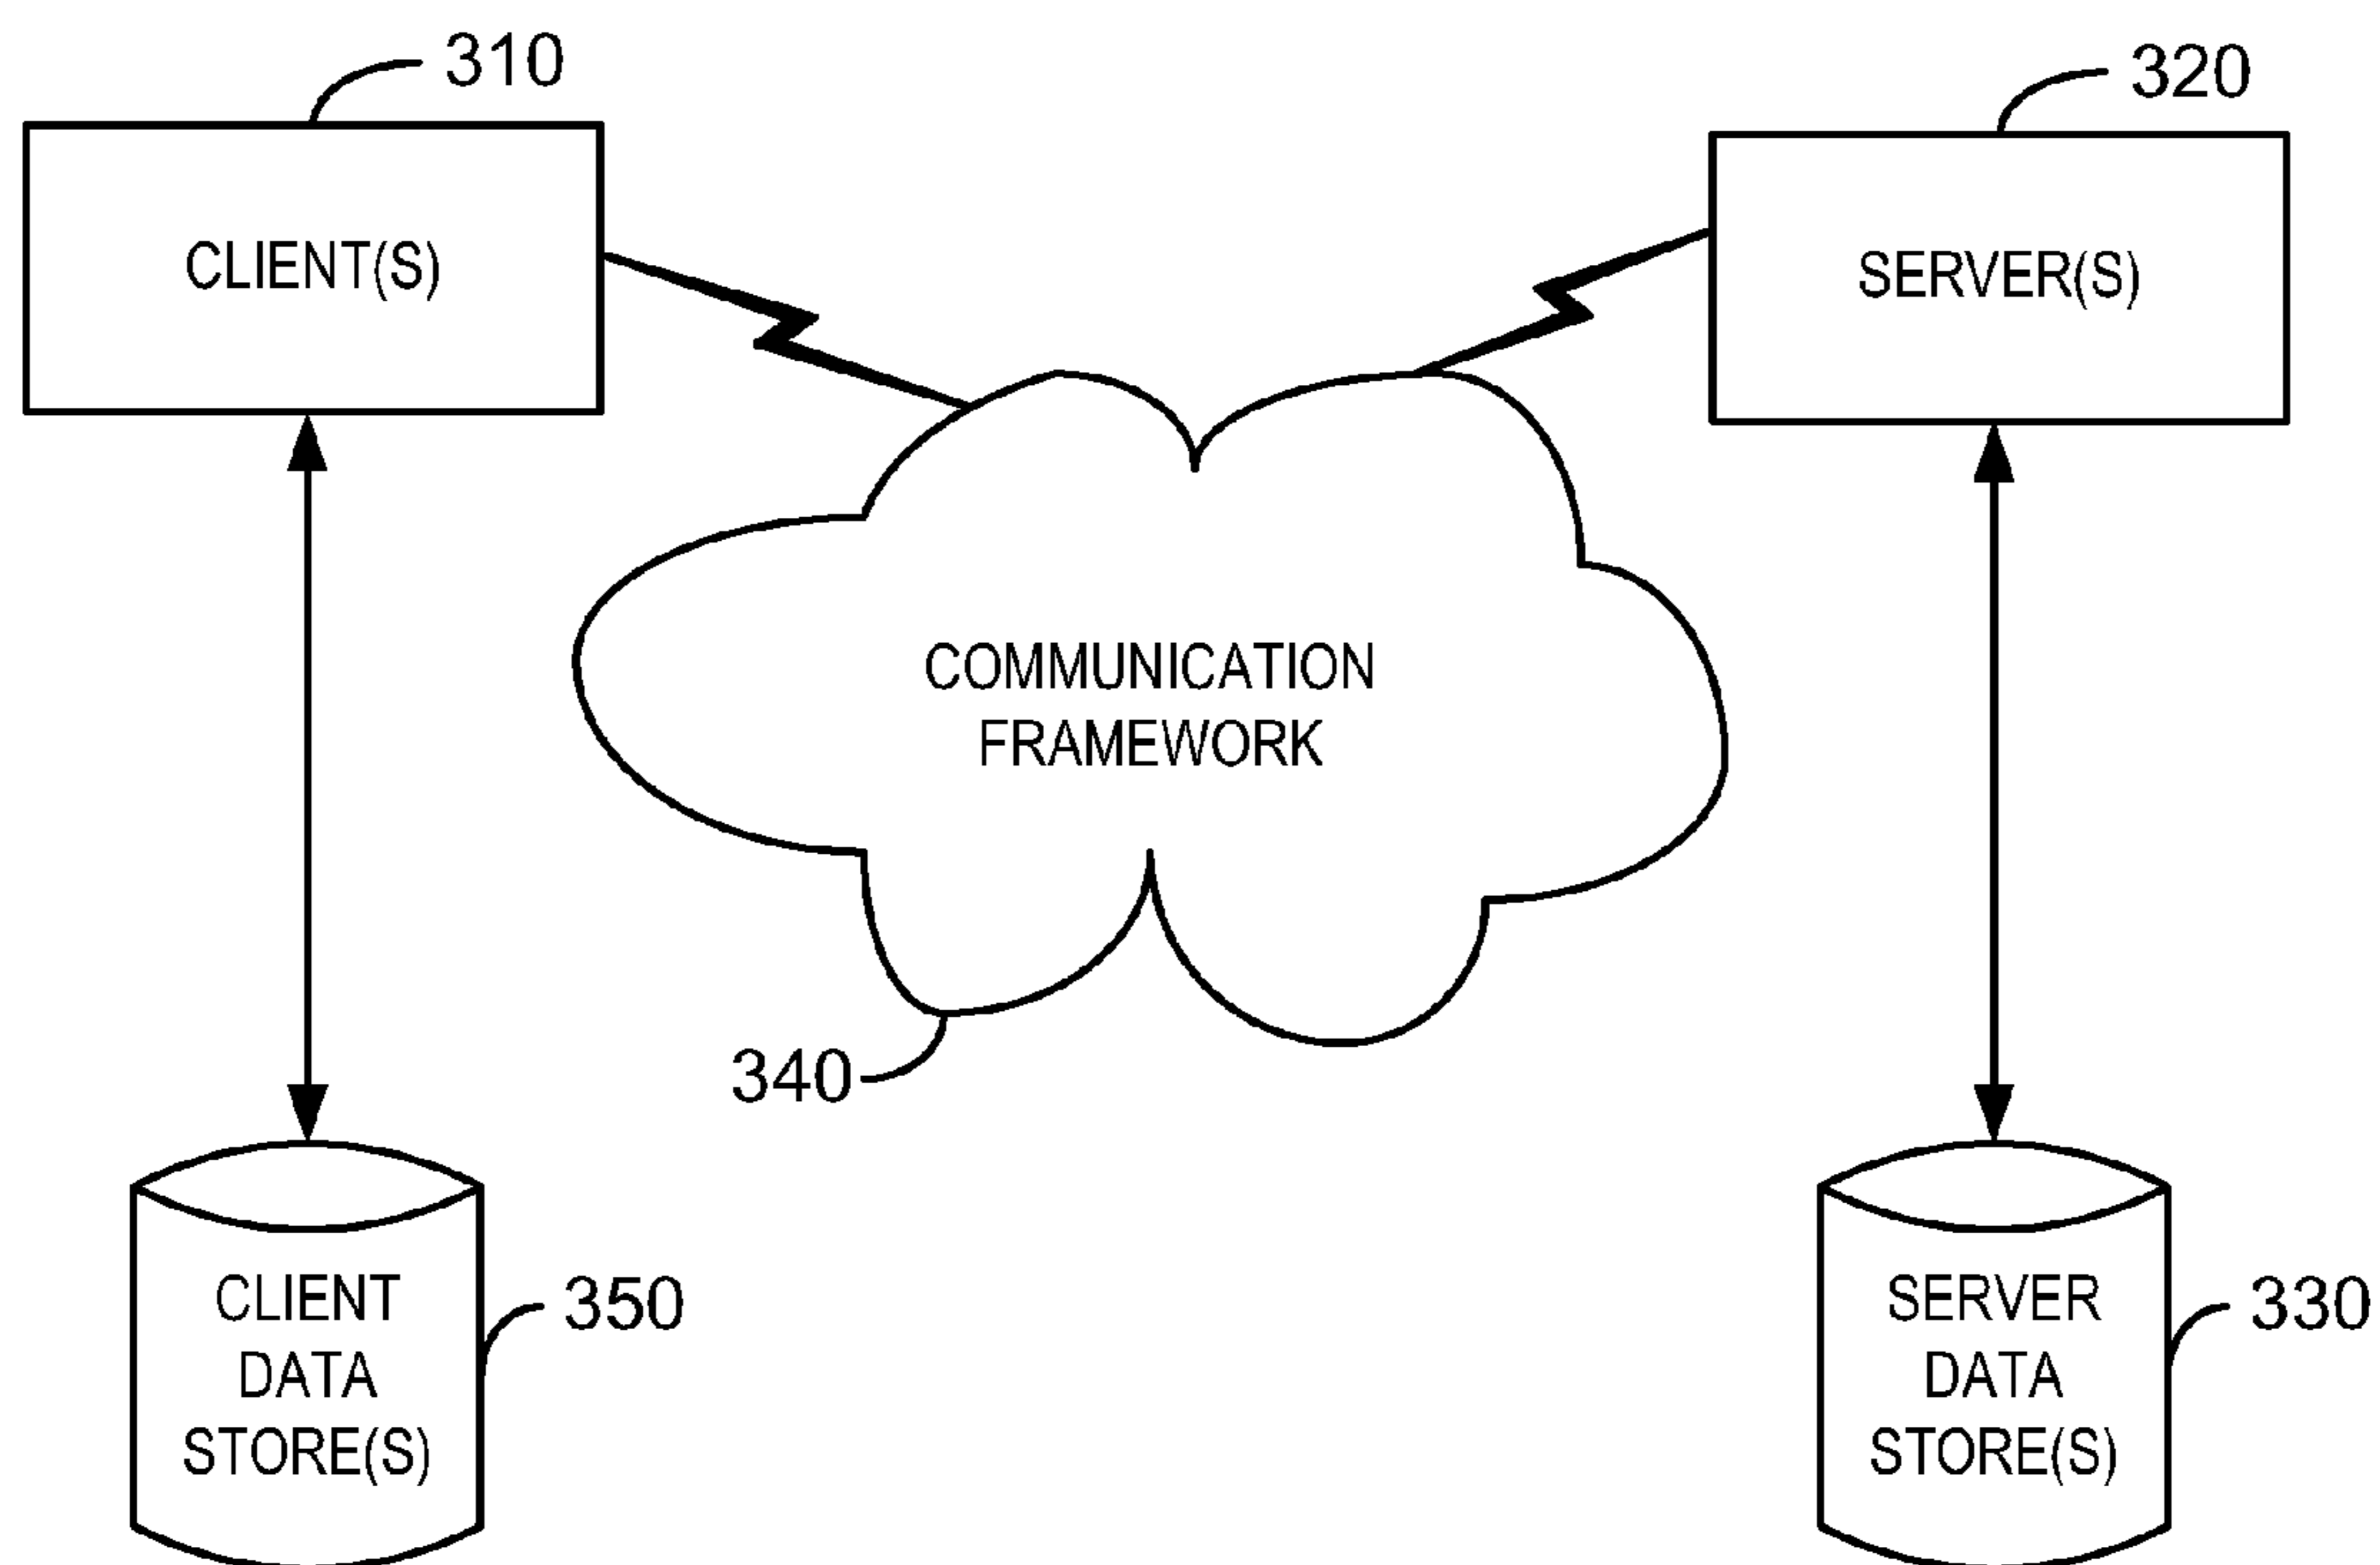 310
320
CLIENT(S)
SERVER(S)
COMMUNICATION
FRAMEWORK
340
CLIENT
DATA
STORE(S)
350
SERVER
DATA
STORE(S)
330